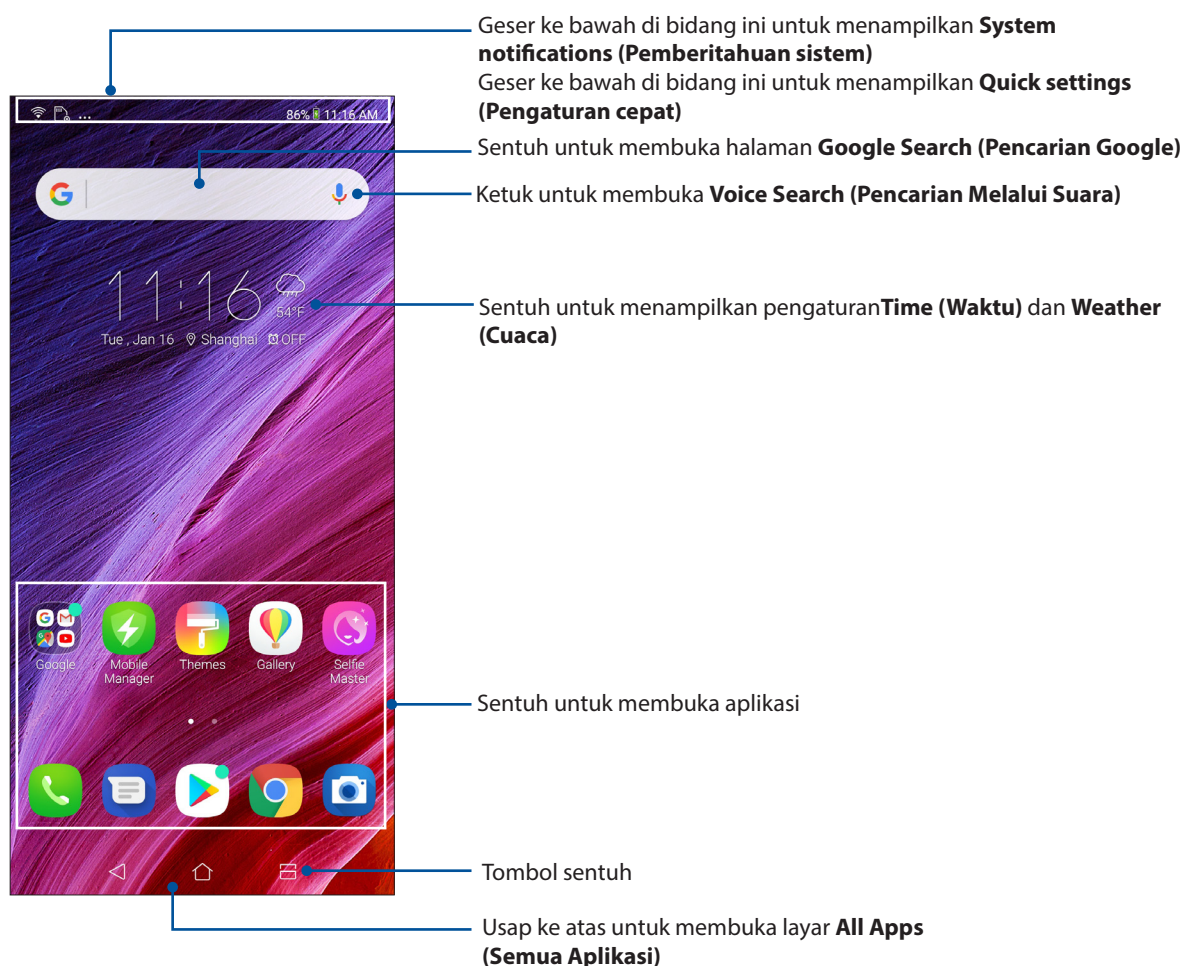 Geser ke bawah di bidang ini untuk menampilkan System
notifications (Pemberitahuan sistem)
Geser ke bawah di bidang ini untuk menampilkan Quick settings
(Pengaturan cepat)
86% 11:16 AM
Sentuh untuk membuka halaman Google Search (Pencarian Google)
G
Ketuk untuk membuka Voice Search (Pencarian Melalui Suara)
11:16
54°F
Tue , Jan 16 Shanghai OFF
Sentuh untuk menampilkan pengaturanTime (Waktu) dan Weather
(Cuaca)
Google
Mobile
Manager
Themes
Gallery
Selfie
Master
Sentuh untuk membuka aplikasi
Tombol sentuh
Usap ke atas untuk membuka layar All Apps
(Semua Aplikasi)